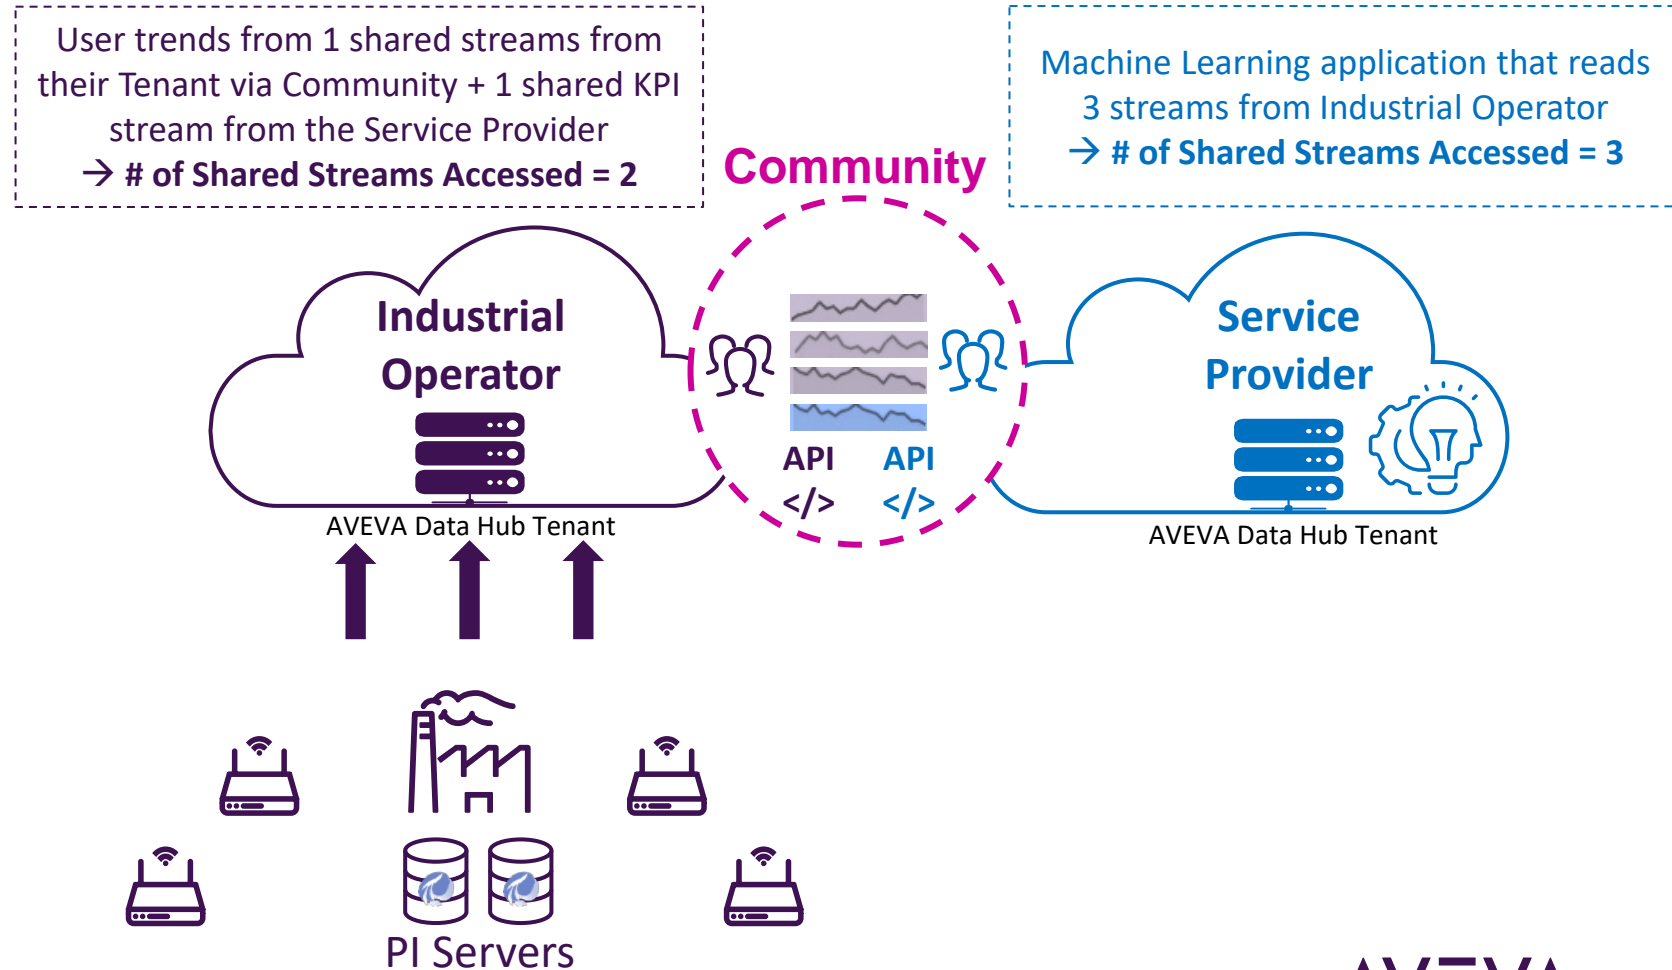 User trends from 1 shared streams from
their Tenant via Community + 1 shared KPI
stream from the Service Provider
→ # of Shared Streams Accessed = 2
Machine Learning application that reads
3 streams from Industrial Operator
→ # of Shared Streams Accessed = 3
Community
Industrial
Operator
Service
Provider
API
API
</>
</>
AVEVA Data Hub Tenant
AVEVA Data Hub Tenant
PI Servers
AVEVA